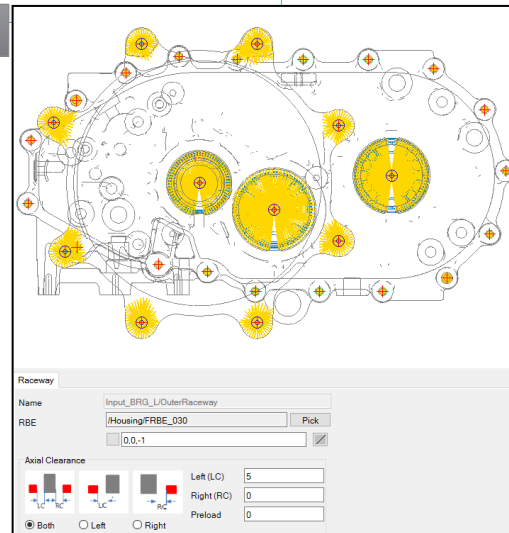 Raceway
Name Input_BRG_L/OuterRaceway
RBE /Housing/FRBE_030 Pick
0,0,-1
Axial Clearance
LC RC LC RC
Left (LC) 5
Right (RC) 0
Preload 0
Both Left Right